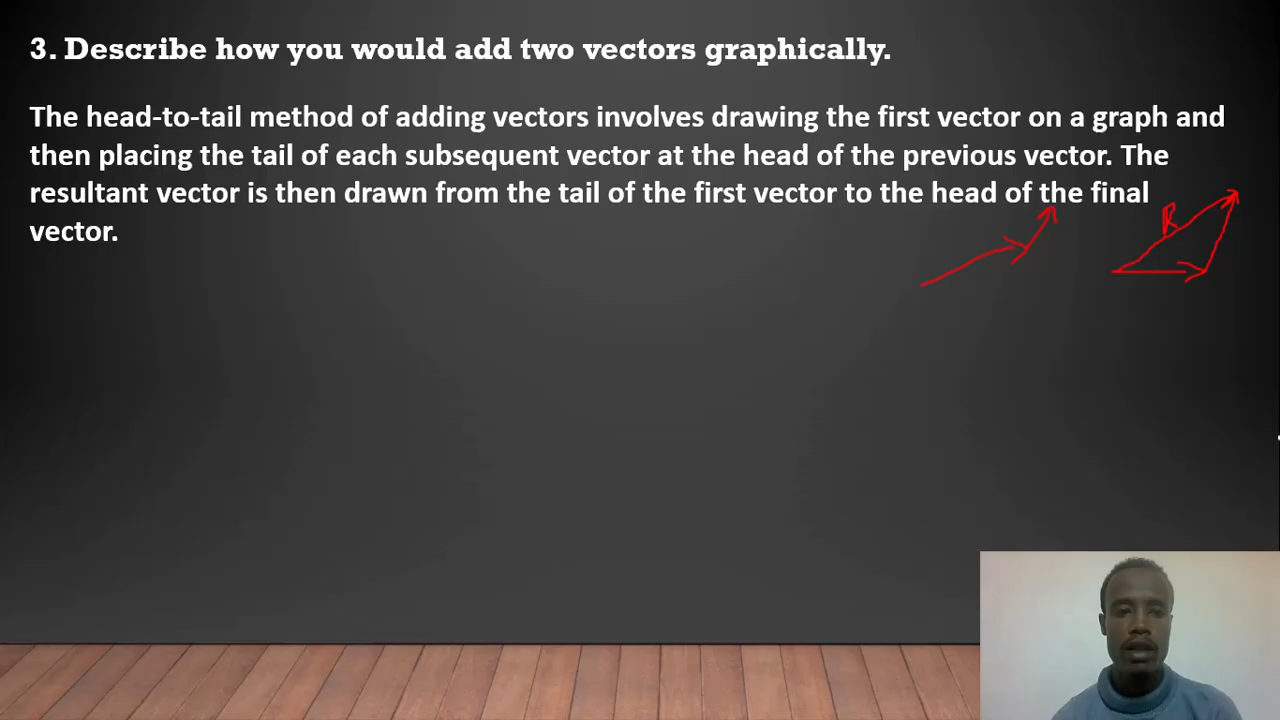 3. Describe how you would add two vectors graphically.
The head-to-tail method of adding vectors involves drawing the first vector on a graph and
then placing the tail of each subsequent vector at the head of the previous vector. The
resultant vector is then drawn from the tail of the first vector to the head of the final
vector.
R